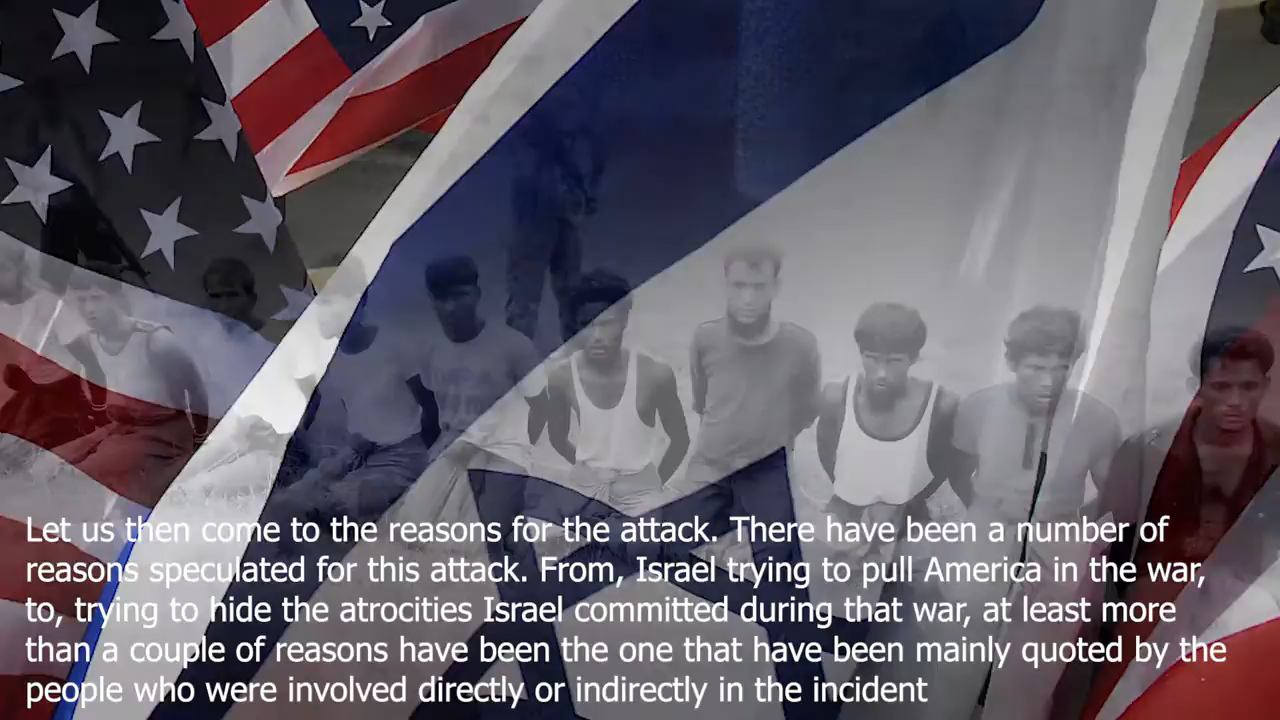 Let us then come to the reasons for the attack. There have been a number of
reasons speculated for this attack. From, Israel trying to pull America in the war,
to, trying to hide the atrocities Israel committed during that war, at least more
than a couple of reasons have been the one that have been mainly quoted by the
people who were involved directly or indirectly in the incident